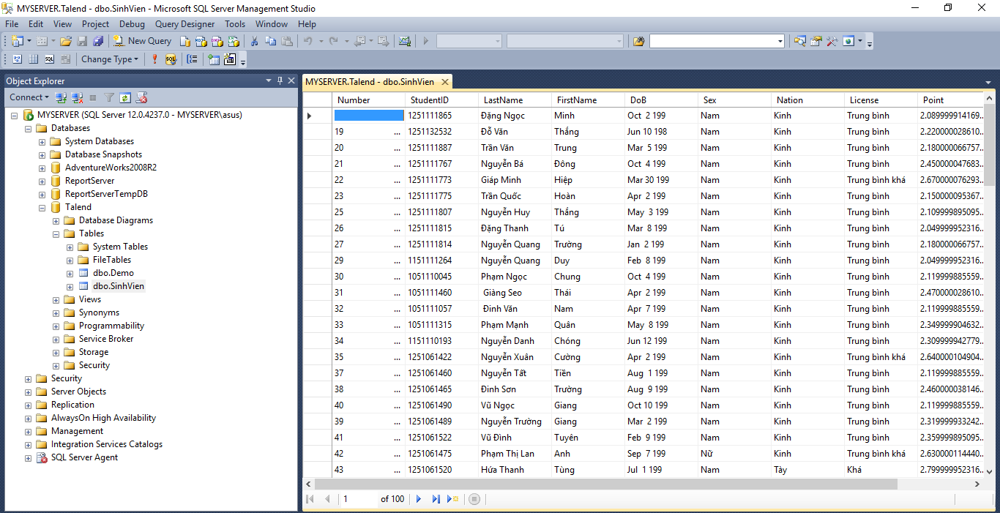 MYSERVER.Talend - dbo.SinhVien - Microsoft SQL Server Management Studio
File Edit View Project Debug Query Designer Tools Window Help
New Query
Change Type
Object Explorer
Connect
MYSERVER (SQL Server 12.0.4237.0 - MYSERVER\asus)
Databases
System Databases
Database Snapshots
AdventureWorks2008R2
ReportServer
ReportServerTempDB
Talend
Database Diagrams
Tables
System Tables
FileTables
dbo.Demo
dbo.SinhVien
Views
Synonyms
Programmability
Service Broker
Storage
Security
Security
Server Objects
Replication
AlwaysOn High Availability
Management
Integration Services Catalogs
SQL Server Agent
MYSERVER.Talend - dbo.SinhVien
Number StudentID LastName FirstName DoB Sex Nation License Point
1251111865 Đặng Ngọc Minh Oct 2 199 Nam Kinh Trung bình 2.089999914169...
19 ... 1251132532 Đỗ Văn Thắng Jun 10 198 Nam Kinh Trung bình 2.220000028610...
20 ... 1251111887 Trần Văn Trung Mar 5 199 Nam Kinh Trung bình 2.180000066757...
21 ... 1251111767 Nguyễn Bá Đông Oct 4 199 Nam Kinh Trung bình 2.450000047683...
22 ... 1251111773 Giáp Minh Hiệp Mar 30 199 Nam Kinh Trung bình khá 2.670000076293...
23 ... 1251111775 Trần Quốc Hoàn Apr 2 199 Nam Kinh Trung bình 2.150000095367...
25 ... 1251111807 Nguyễn Huy Thắng May 3 199 Nam Kinh Trung bình 2.109999895095...
26 ... 1251111815 Đặng Thanh Tú Mar 8 199 Nam Kinh Trung bình 2.049999952316...
27 ... 1251111814 Nguyễn Quang Trường Jan 2 199 Nam Kinh Trung bình 2.180000066757...
29 ... 1151111264 Nguyễn Quang Duy Feb 8 199 Nam Kinh Trung bình 2.049999952316...
30 ... 1051110045 Phạm Ngọc Chung Oct 4 199 Nam Kinh Trung bình 2.119999885559...
31 ... 1051111460 Giàng Seo Thái Apr 2 199 Nam Kinh Trung bình 2.470000028610...
32 ... 1051111057 Đinh Văn Nam Apr 7 199 Nam Kinh Trung bình 2.119999885559...
33 ... 1051111315 Phạm Mạnh Quân May 8 199 Nam Kinh Trung bình 2.349999904632...
34 ... 1151110193 Nguyễn Danh Chóng Jun 12 199 Nam Kinh Trung bình 2.309999942779...
35 ... 1251061422 Nguyễn Xuân Cường Apr 2 199 Nam Kinh Trung bình khá 2.640000104904...
37 ... 1251061460 Nguyễn Tất Tiền Aug 1 199 Nam Kinh Trung bình 2.119999885559...
38 ... 1251061465 Đinh Sơn Trường Aug 9 199 Nam Kinh Trung bình 2.460000038146...
40 ... 1251061490 Vũ Ngọc Giang Oct 10 199 Nam Kinh Trung bình 2.119999885559...
39 ... 1251061489 Nguyễn Trường Giang Mar 2 199 Nam Kinh Trung bình 2.319999933242...
41 ... 1251061522 Vũ Đình Tuyên Feb 9 199 Nam Kinh Trung bình 2.359999895095...
42 ... 1251061475 Phạm Thị Lan Anh Sep 7 199 Nữ Kinh Trung bình khá 2.630000114440...
43 ... 1251061520 Hứa Thanh Tùng Jul 1 199 Nam Tày Khá 2.799999952316...
1 of 100